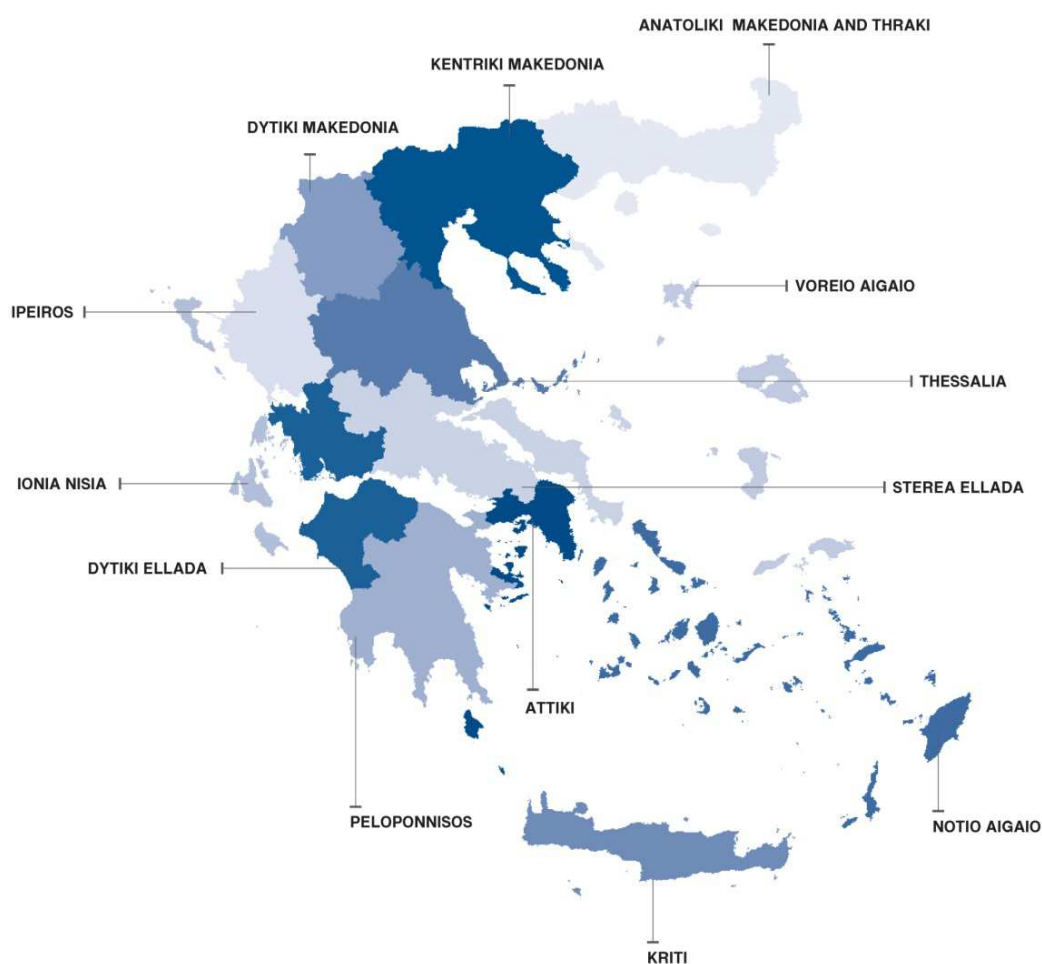 ANATOLIKI MAKEDONIA AND THRAKI
KENTRIKI MAKEDONIA
DYTIKI MAKEDONIA
VOREIO AIGAIO
IPEIROS
THESSALIA
IONIA NISIA
STEREA ELLADA
DYTIKI ELLADA
ATTIKI
PELOPONNISOS
NOTIO AIGAIO
KRITI